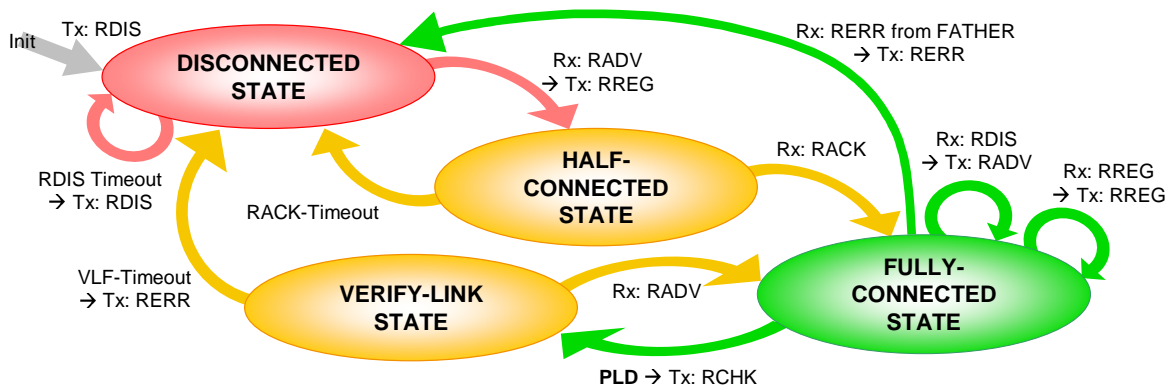 Init
Tx: RDIS
DISCONNECTED
STATE
Rx: RADV
→ Tx: RREG
Rx: RERR from FATHER
→ Tx: RERR
RDIS Timeout
→ Tx: RDIS
RACK-Timeout
HALF-
CONNECTED
STATE
Rx: RACK
Rx: RDIS
→ Tx: RADV
Rx: RREG
→ Tx: RREG
VLF-Timeout
→ Tx: RERR
VERIFY-LINK
STATE
Rx: RADV
FULLY-
CONNECTED
STATE
PLD → Tx: RCHK